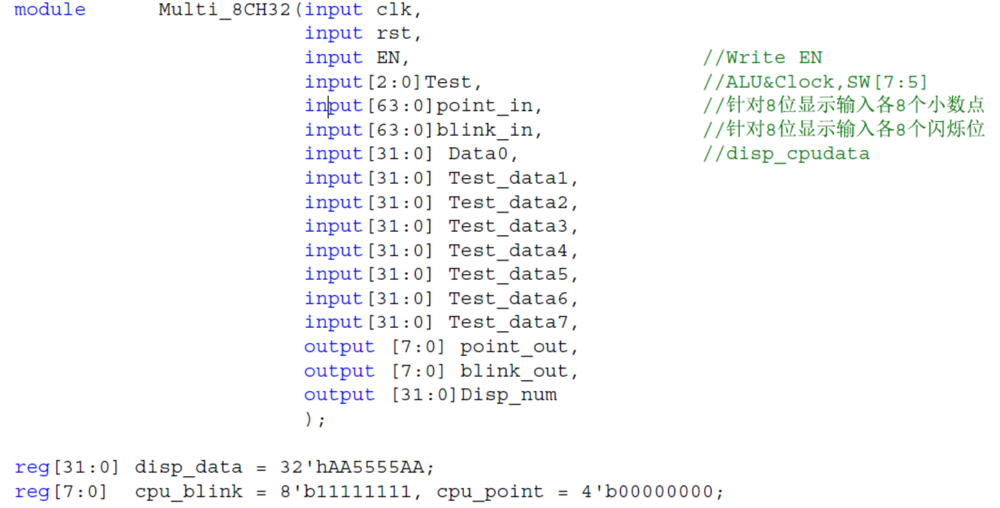 module Multi_8CH32(input clk,
input rst,
input EN, //Write EN
input[2:0]Test, //ALU&Clock,SW[7:5]
input[63:0]point_in, //针对8位显示输入各8个小数点
input[63:0]blink_in, //针对8位显示输入各8个闪烁位
input[31:0] Data0, //disp_cpudata
input[31:0] Test_data1,
input[31:0] Test_data2,
input[31:0] Test_data3,
input[31:0] Test_data4,
input[31:0] Test_data5,
input[31:0] Test_data6,
input[31:0] Test_data7,
output [7:0] point_out,
output [7:0] blink_out,
output [31:0]Disp_num
);
reg[31:0] disp_data = 32'hAA5555AA;
reg[7:0] cpu_blink = 8'b11111111, cpu_point = 4'b00000000;